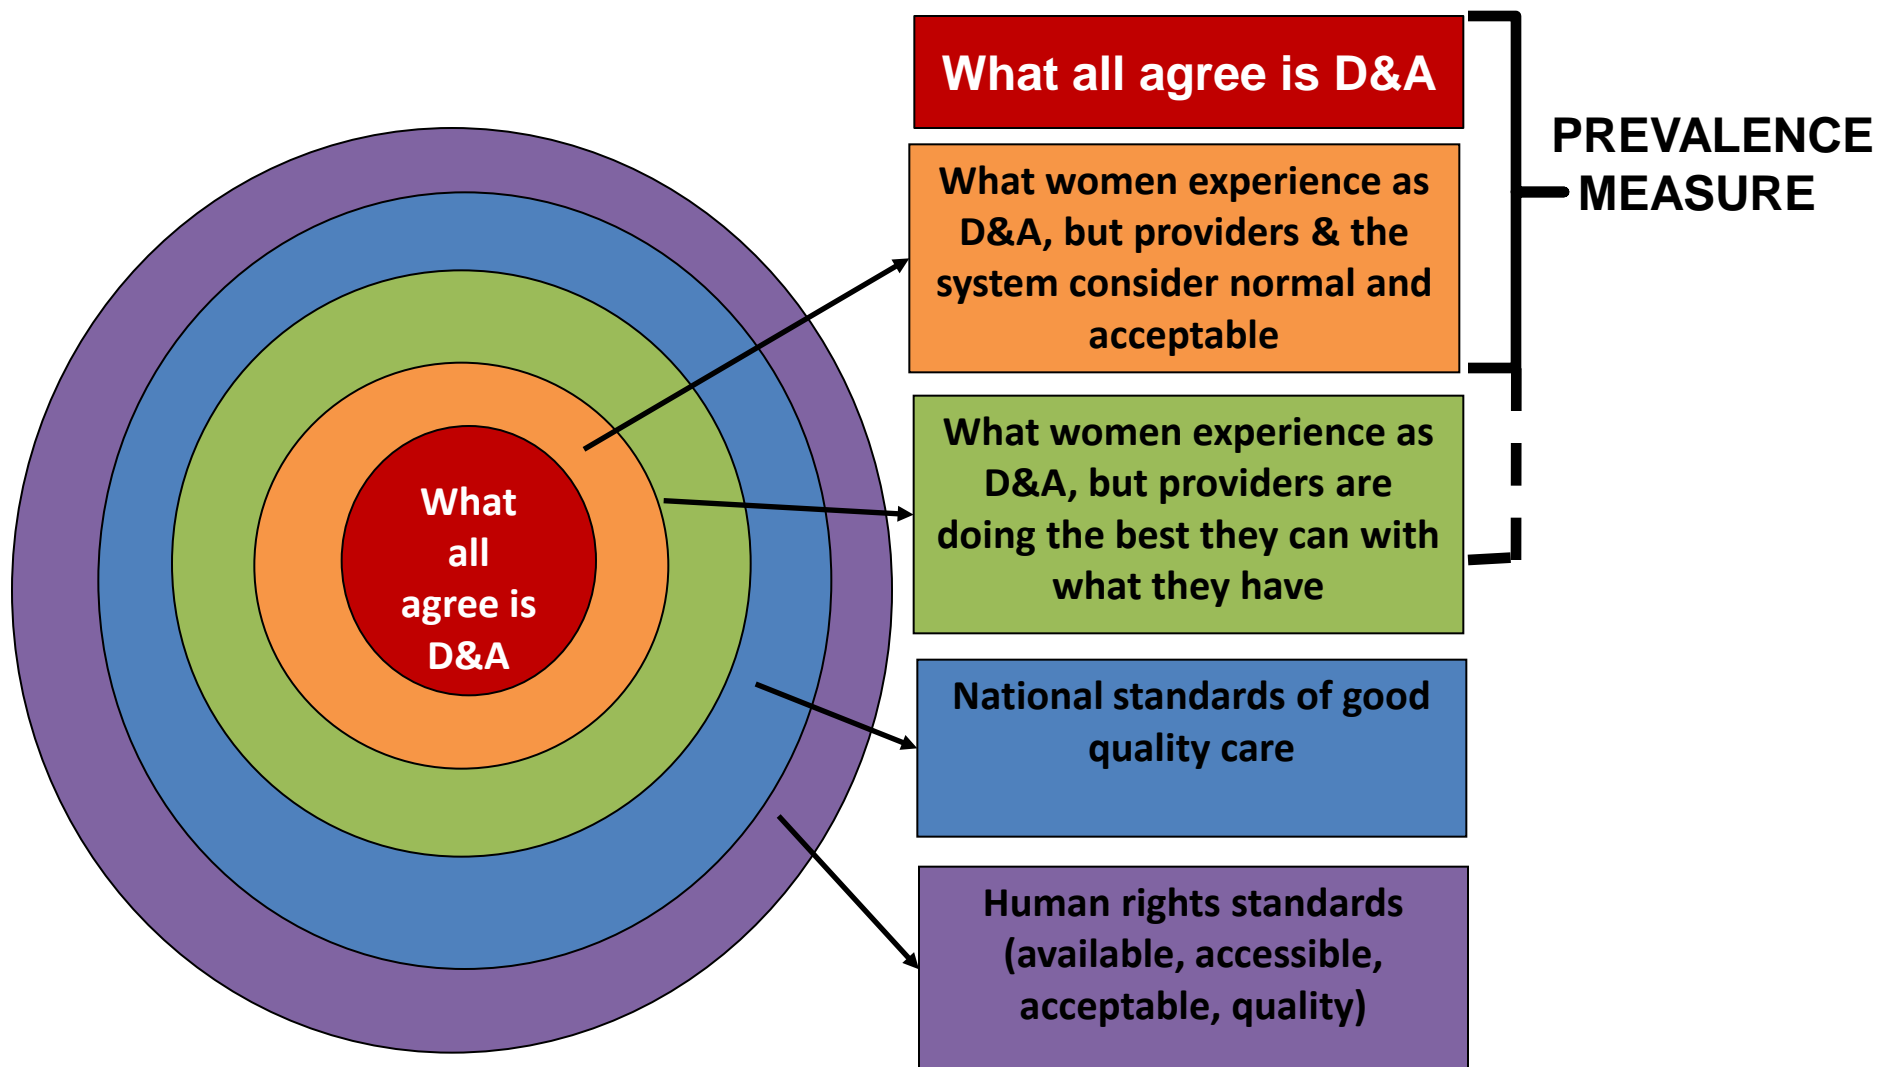 What
all
agree is
D&A
What all agree is D&A
What women experience as
D&A, but providers & the
system consider normal and
acceptable
What women experience as
D&A, but providers are
doing the best they can with
what they have
National standards of good
quality care
Human rights standards
(available, accessible,
acceptable, quality)
PREVALENCE
MEASURE